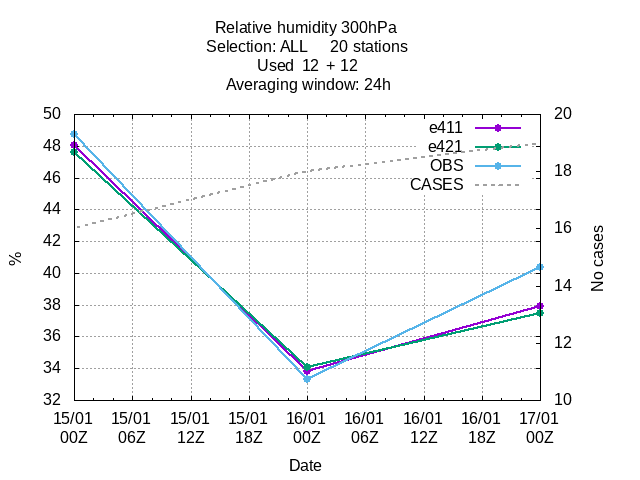 Relative humidity 300hPa
Selection: ALL 20 stations
Used 12 + 12
Averaging window: 24h
50
48
46
44
42
40
38
36
34
32
%
20
18
16
14
12
10
No cases
e411
e421
OBS
CASES
15/01 15/01 15/01 15/01 16/01 16/01 16/01 16/01 17/01
00Z 06Z 12Z 18Z 00Z 06Z 12Z 18Z 00Z
Date